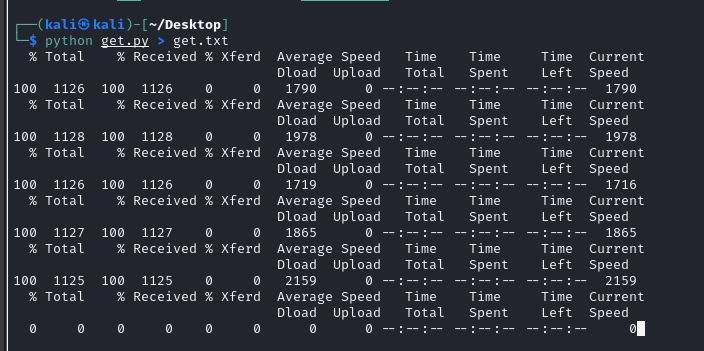 ┌──(kali㉿kali)-[~/Desktop]
└─$ python get.py > get.txt
  % Total    % Received % Xferd  Average Speed   Time    Time     Time  Current
                                 Dload  Upload   Total   Spent    Left  Speed
100  1126  100  1126    0     0   1790      0 --:--:-- --:--:-- --:--:--  1790
  % Total    % Received % Xferd  Average Speed   Time    Time     Time  Current
                                 Dload  Upload   Total   Spent    Left  Speed
100  1128  100  1128    0     0   1978      0 --:--:-- --:--:-- --:--:--  1978
  % Total    % Received % Xferd  Average Speed   Time    Time     Time  Current
                                 Dload  Upload   Total   Spent    Left  Speed
100  1126  100  1126    0     0   1719      0 --:--:-- --:--:-- --:--:--  1716
  % Total    % Received % Xferd  Average Speed   Time    Time     Time  Current
                                 Dload  Upload   Total   Spent    Left  Speed
100  1127  100  1127    0     0   1865      0 --:--:-- --:--:-- --:--:--  1865
  % Total    % Received % Xferd  Average Speed   Time    Time     Time  Current
                                 Dload  Upload   Total   Spent    Left  Speed
100  1125  100  1125    0     0   2159      0 --:--:-- --:--:-- --:--:--  2159
  % Total    % Received % Xferd  Average Speed   Time    Time     Time  Current
                                 Dload  Upload   Total   Spent    Left  Speed
  0     0    0     0    0     0      0      0 --:--:-- --:--:-- --:--:--     0